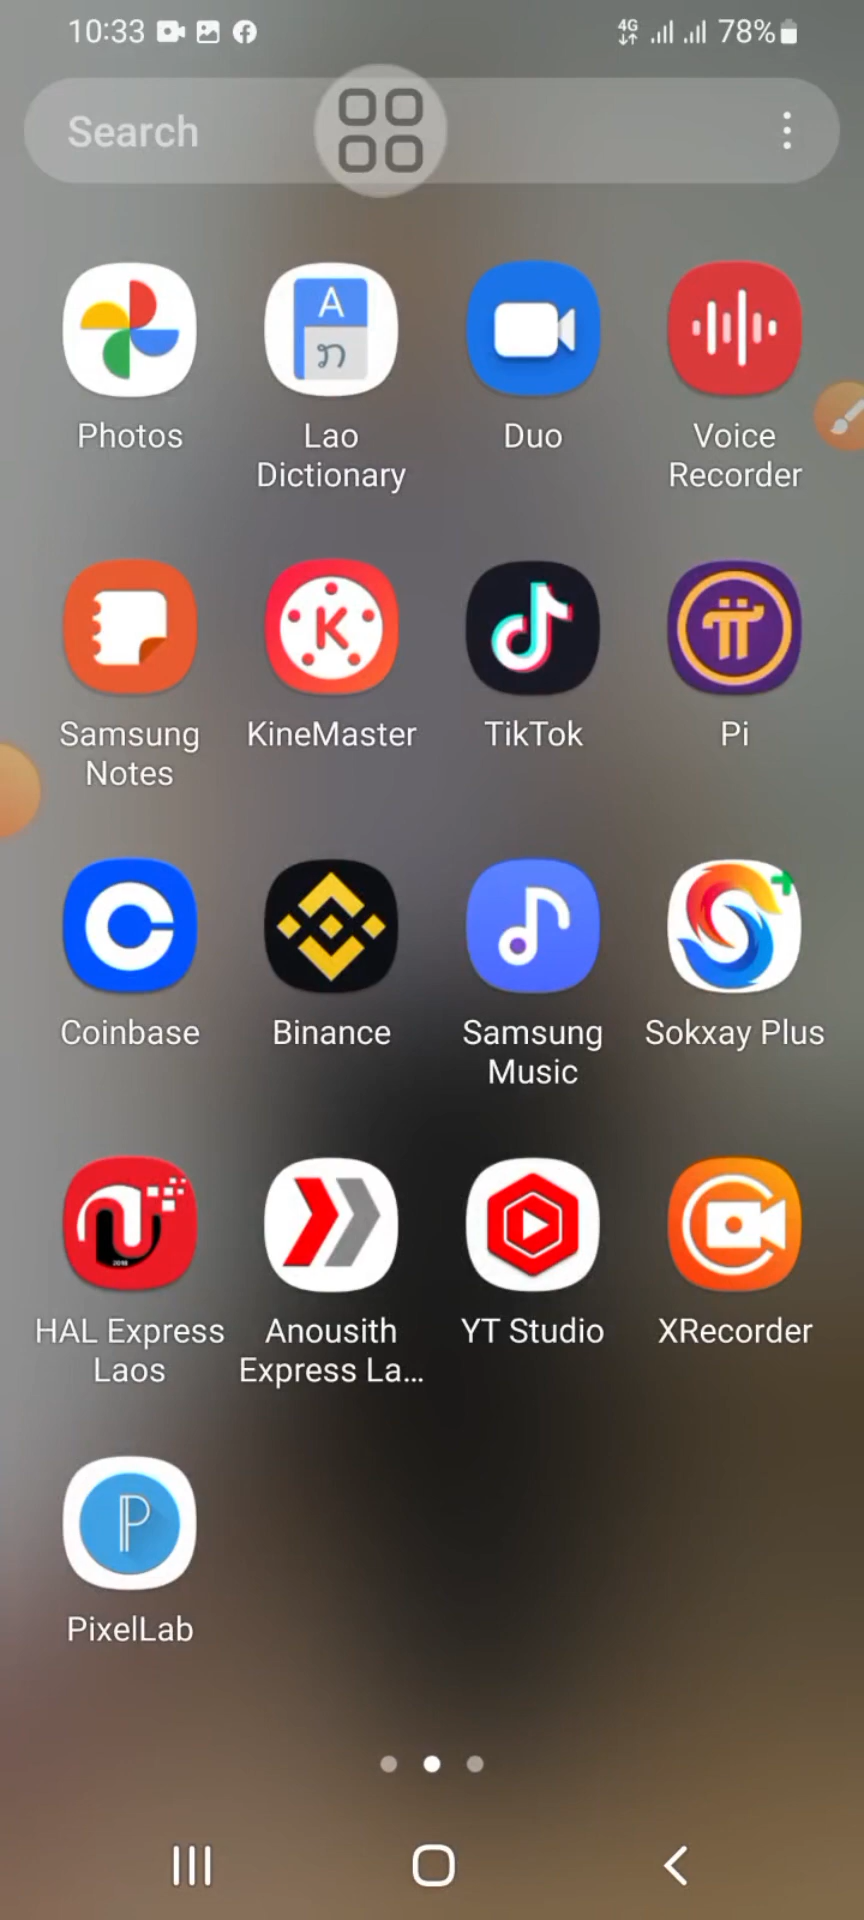 10:33
4G
78%
Search
Photos
Lao
Dictionary
Duo
Voice
Recorder
Samsung
Notes
KineMaster
TikTok
Pi
Coinbase
Binance
Samsung
Music
Sokxay Plus
HAL Express
Laos
Anousith
Express La...
YT Studio
XRecorder
PixelLab